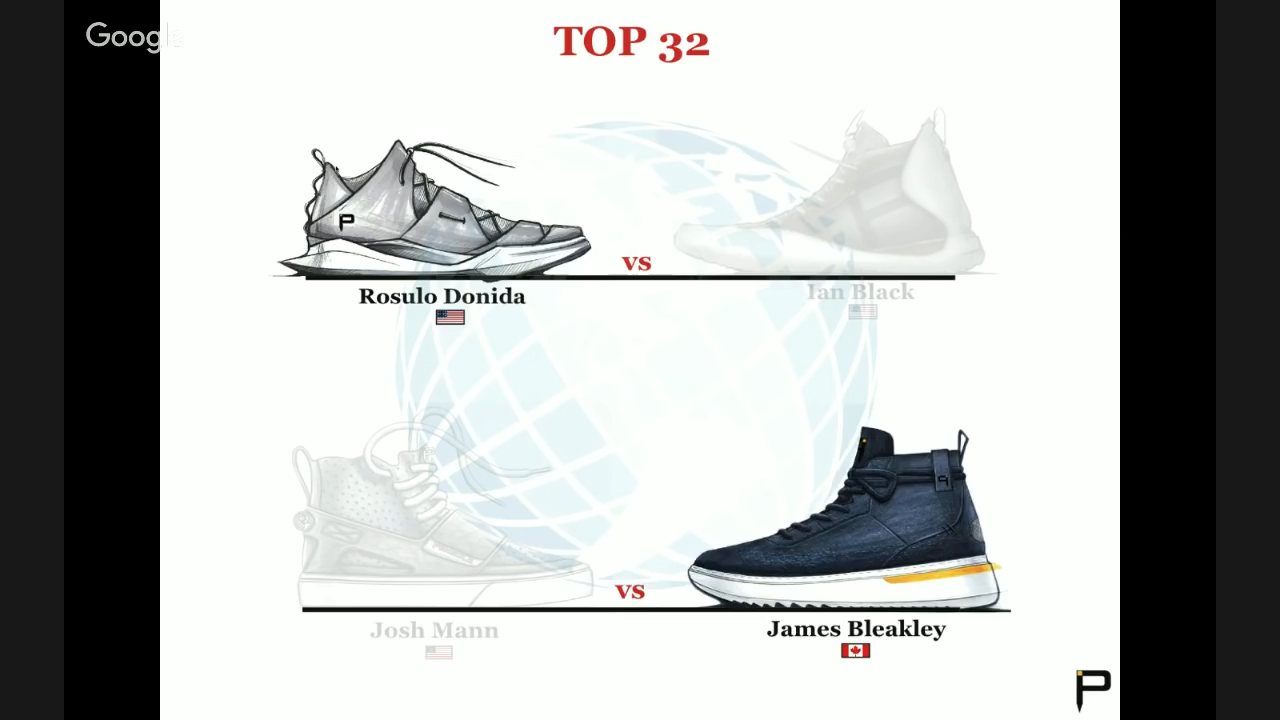 Google
TOP 32
P
vs
Rosulo Donida
Ian Black
vs
Josh Mann
James Bleakley
P